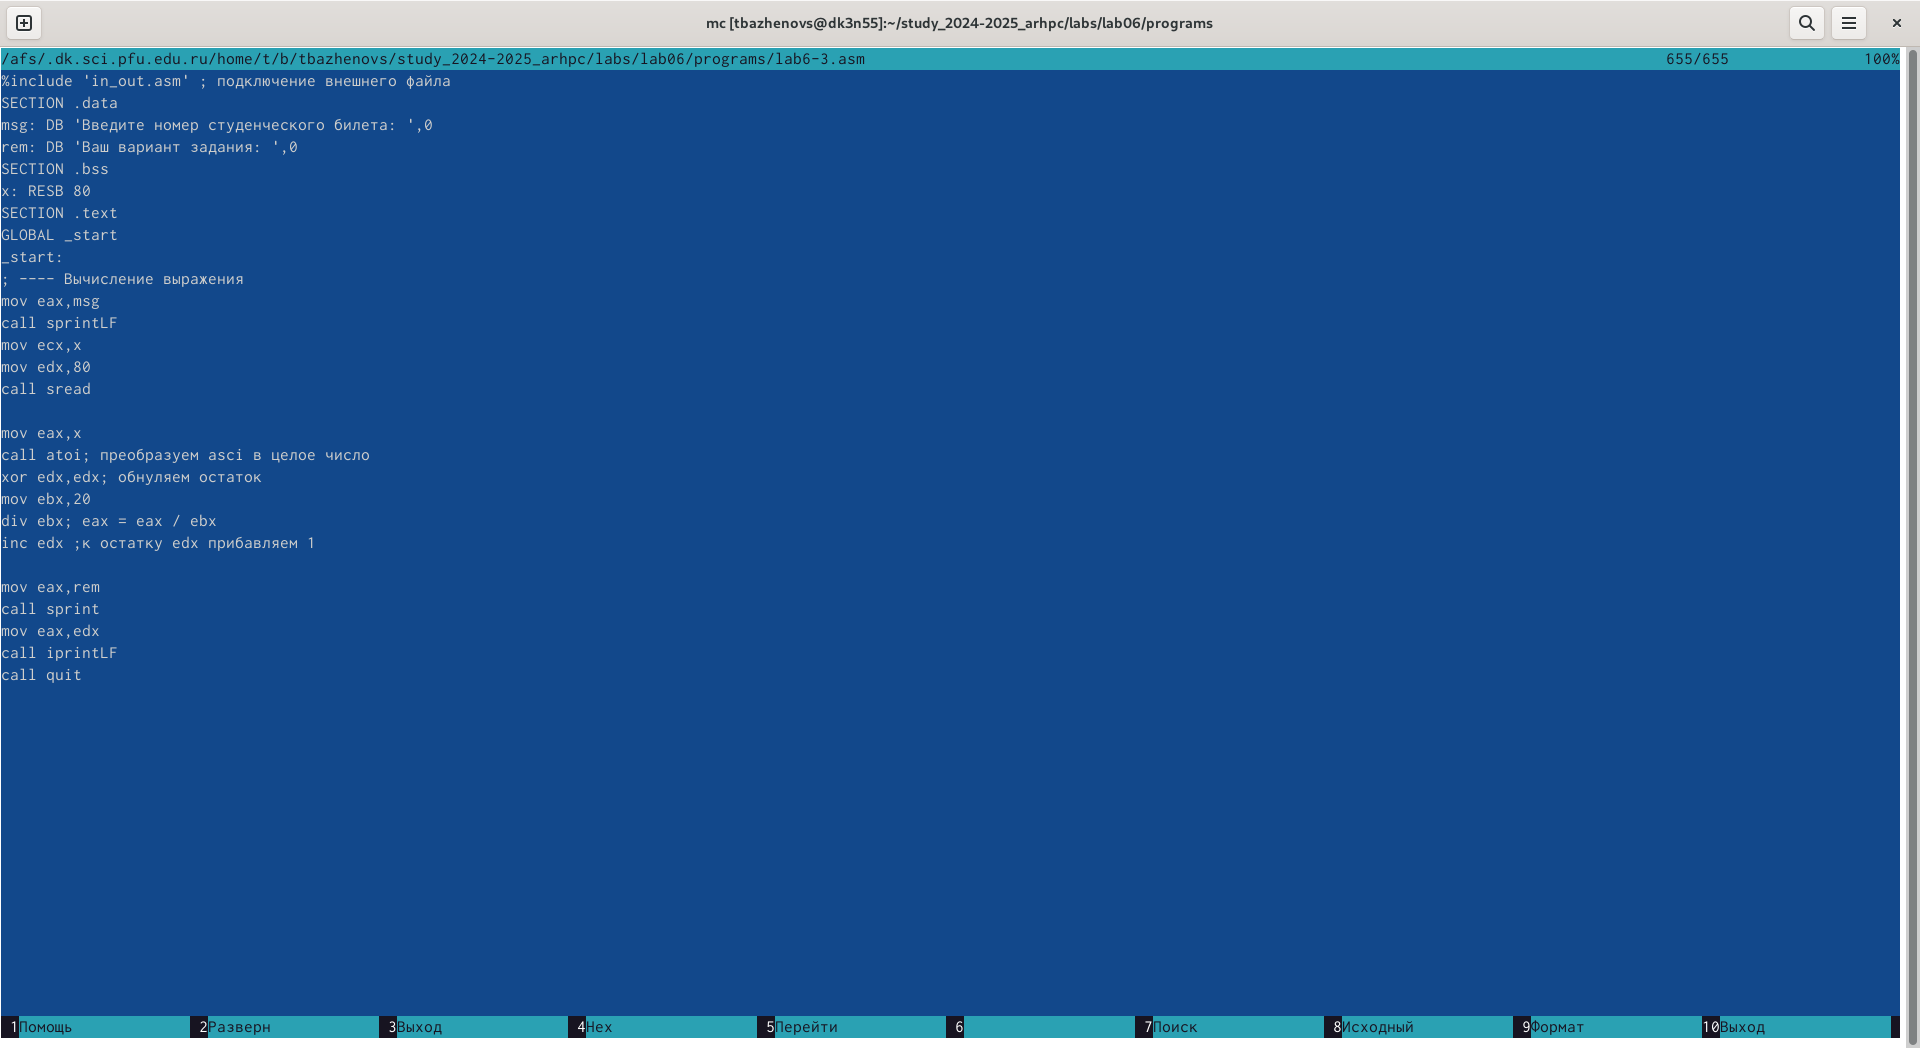 mc [tbazhenovs@dk3n55]:~/study_2024-2025_arhpc/labs/lab06/programs
/afs/.dk.sci.pfu.edu.ru/home/t/b/tbazhenovs/study_2024-2025_arhpc/labs/lab06/programs/lab6-3.asm 655/655 100%
%include 'in_out.asm' ; подключение внешнего файла
SECTION .data
msg: DB 'Введите номер студенческого билета: ',0
rem: DB 'Ваш вариант задания: ',0
SECTION .bss
x: RESB 80
SECTION .text
GLOBAL _start
_start:
; ---- Вычисление выражения
mov eax,msg
call sprintLF
mov ecx,x
mov edx,80
call sread
mov eax,x
call atoi; преобразуем asci в целое число
xor edx,edx; обнуляем остаток
mov ebx,20
div ebx; eax = eax / ebx
inc edx ;к остатку edx прибавляем 1
mov eax,rem
call sprint
mov eax,edx
call iprintLF
call quit
1Помощь 2Разверн 3Выход 4Hex 5Перейти 6 7Поиск 8Исходный 9Формат 10Выход